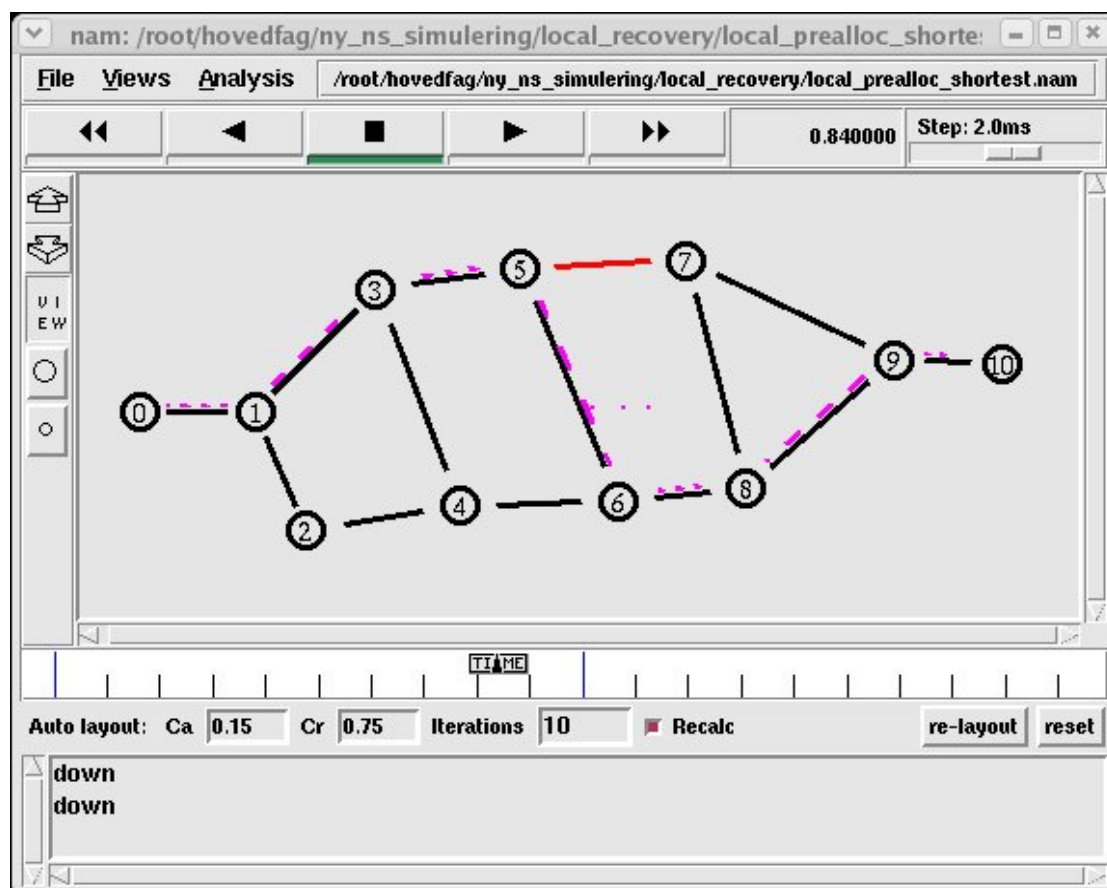 nam: /root/hovedfag/ny_ns_simulering/local_recovery/local_prealloc_shortes
File Views Analysis /root/hovedfag/ny_ns_simulering/local_recovery/local_prealloc_shortest.nam
0.840000 Step: 2.0ms
VIEW
5 7
3
9 10
0 1
8
4 6
2
TIME
Auto layout: Ca 0.15 Cr 0.75 Iterations 10 Recalc re-layout reset
down
down